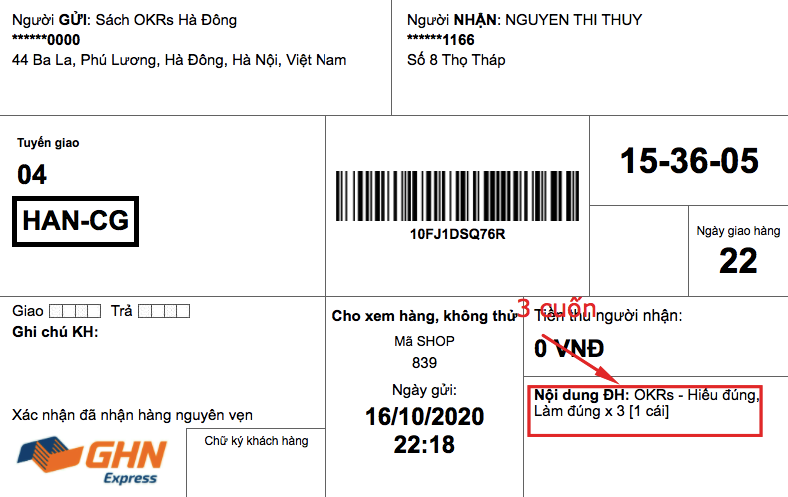 Người GỬI: Sách OKRs Hà Đông
******0000
44 Ba La, Phú Lương, Hà Đông, Hà Nội, Việt Nam
Người NHẬN: NGUYEN THI THUY
******1166
Số 8 Thọ Tháp
Tuyến giao
04
HAN-CG
10FJ1DSQ76R
15-36-05
Ngày giao hàng
22
Giao
Trả
Ghi chú KH:
Xác nhận đã nhận hàng nguyên vẹn
GHN
Express
Chữ ký khách hàng
Cho xem hàng, không thử
Mã SHOP
839
Ngày gửi:
16/10/2020
22:18
3 cuốn
Tiền thu người nhận:
0 VNĐ
Nội dung ĐH: OKRs - Hiểu đúng,
Làm đúng x 3 [1 cái]